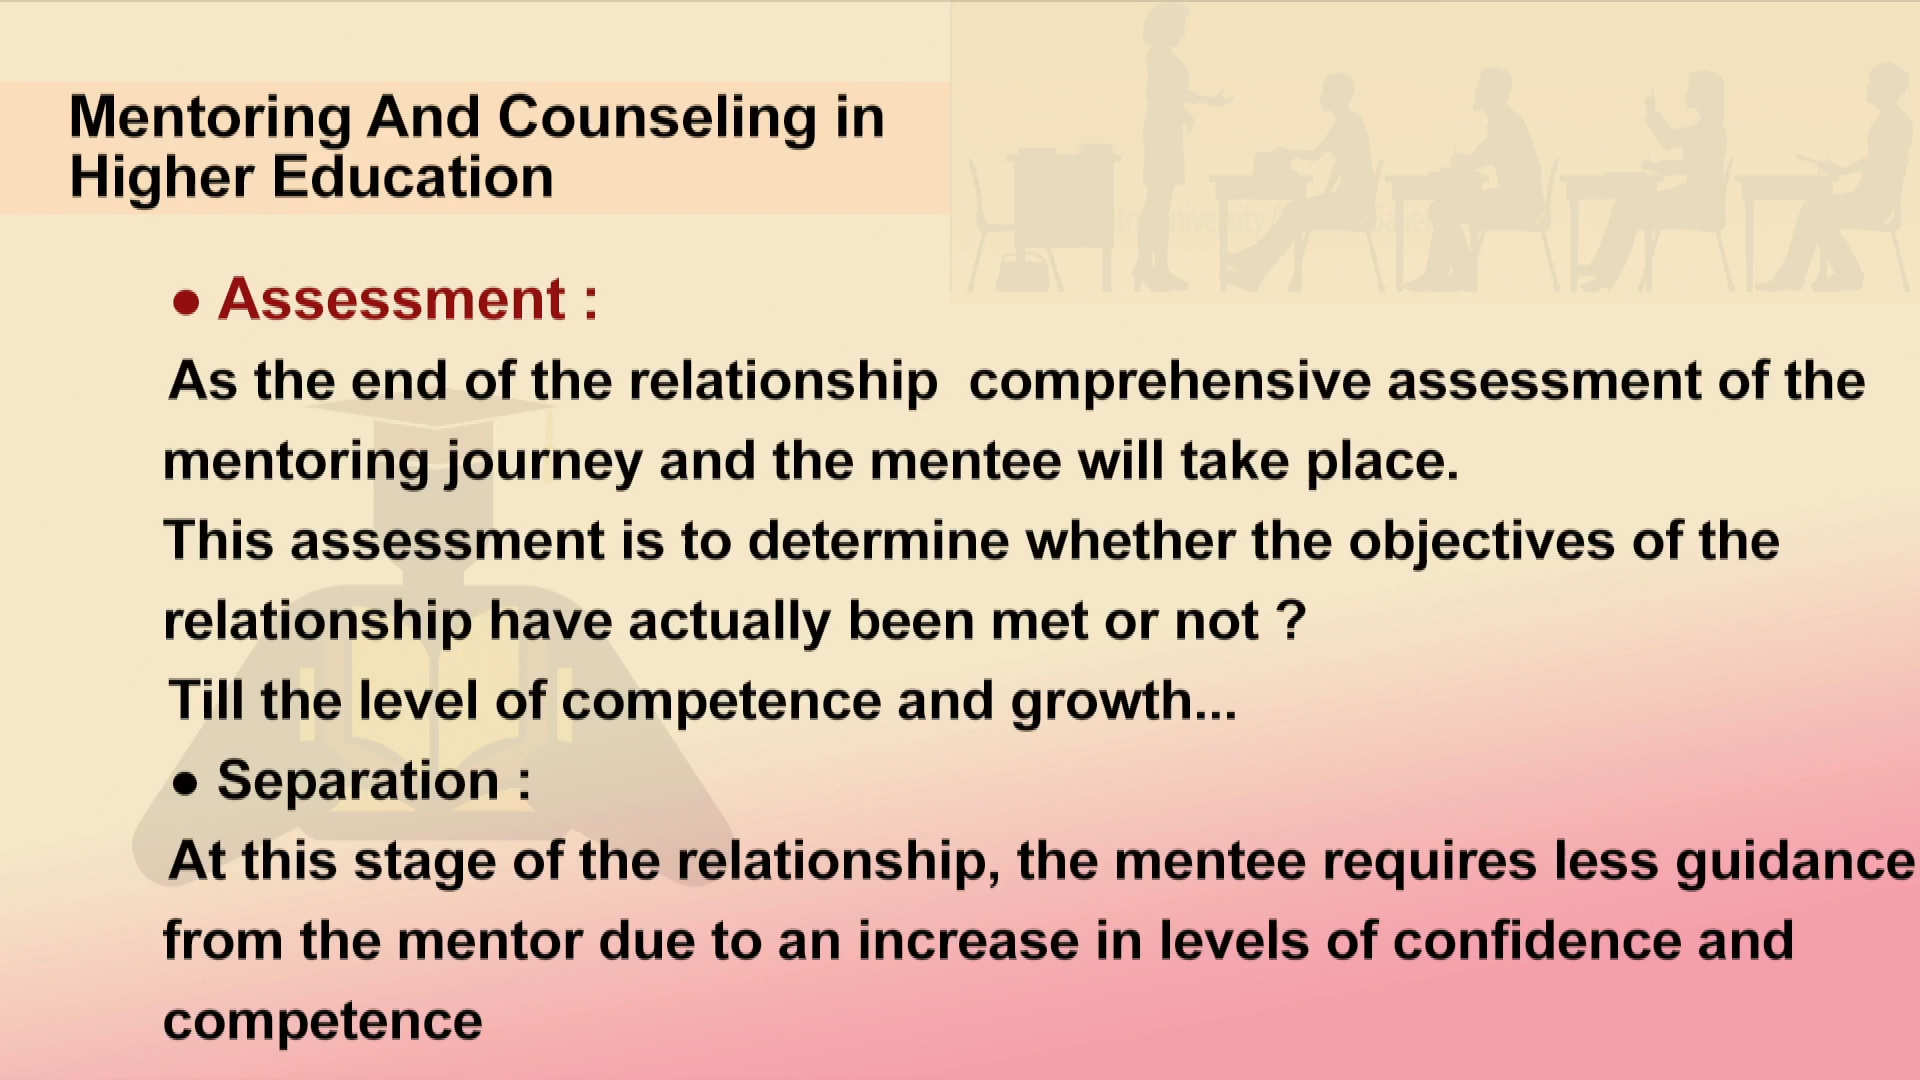 Mentoring And Counseling in
Higher Education
● Assessment :
As the end of the relationship comprehensive assessment of the
mentoring journey and the mentee will take place.
This assessment is to determine whether the objectives of the
relationship have actually been met or not ?
Till the level of competence and growth...
● Separation :
At this stage of the relationship, the mentee requires less guidance
from the mentor due to an increase in levels of confidence and
competence